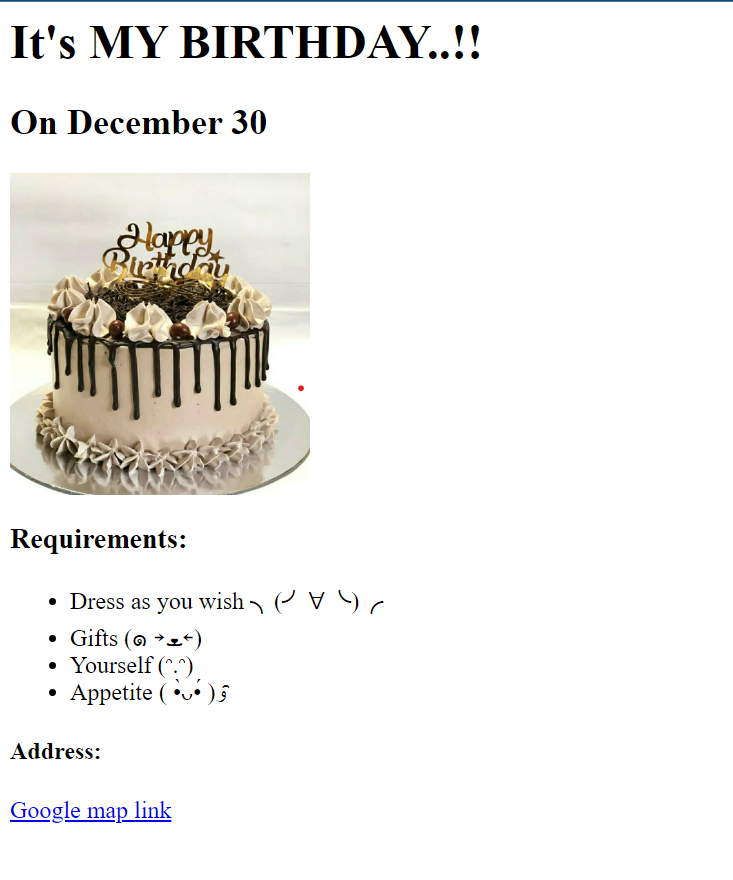 It's MY BIRTHDAY..!!
On December 30
Happy
Birthday
Requirements:
Dress as you wish ╮(╯∀╰)╭
Gifts (๑→ܫ←)
Yourself (ᵔ.ᵔ)
Appetite ( •̀ᴗ•́ )و ̑̑
Address:
Google map link